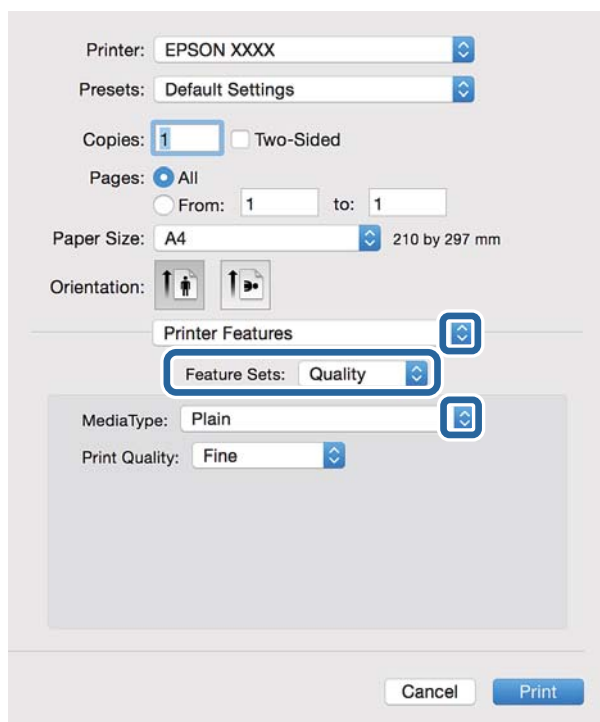 Printer: EPSON XXXX
Presets: Default Settings
Copies: 1 Two-Sided
Pages: All
From: 1 to: 1
Paper Size: A4 210 by 297 mm
Orientation:
Printer Features
Feature Sets: Quality
MediaType: Plain
Print Quality: Fine
Cancel Print